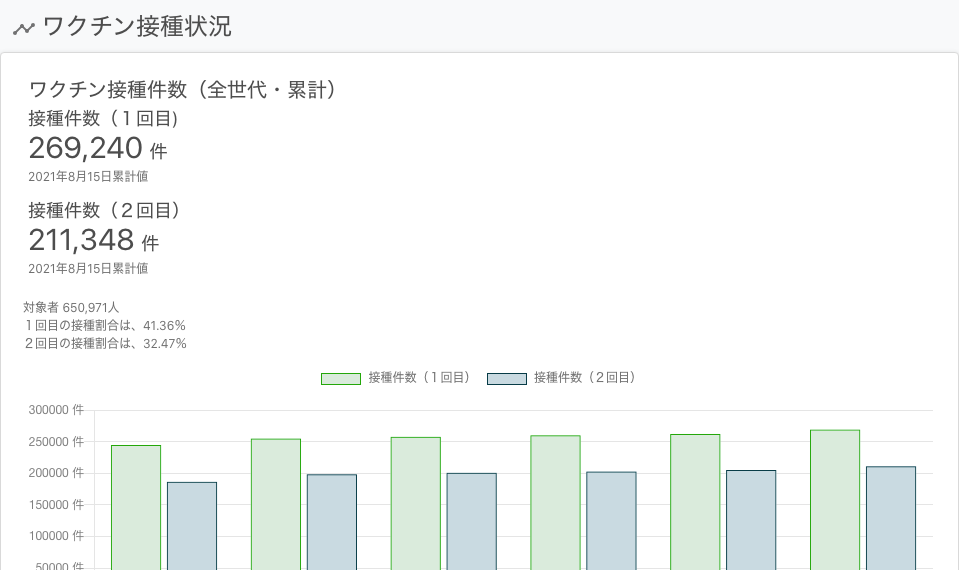 ワクチン接種状況
ワクチン接種件数（全世代・累計）
接種件数（１回目)
269,240 件
2021年8月15日累計値
接種件数（２回目）
211,348 件
2021年8月15日累計値
対象者 650,971人
１回目の接種割合は、41.36%
２回目の接種割合は、32.47%
接種件数（１回目） 接種件数（２回目）
300000 件
250000 件
200000 件
150000 件
100000 件
50000 件